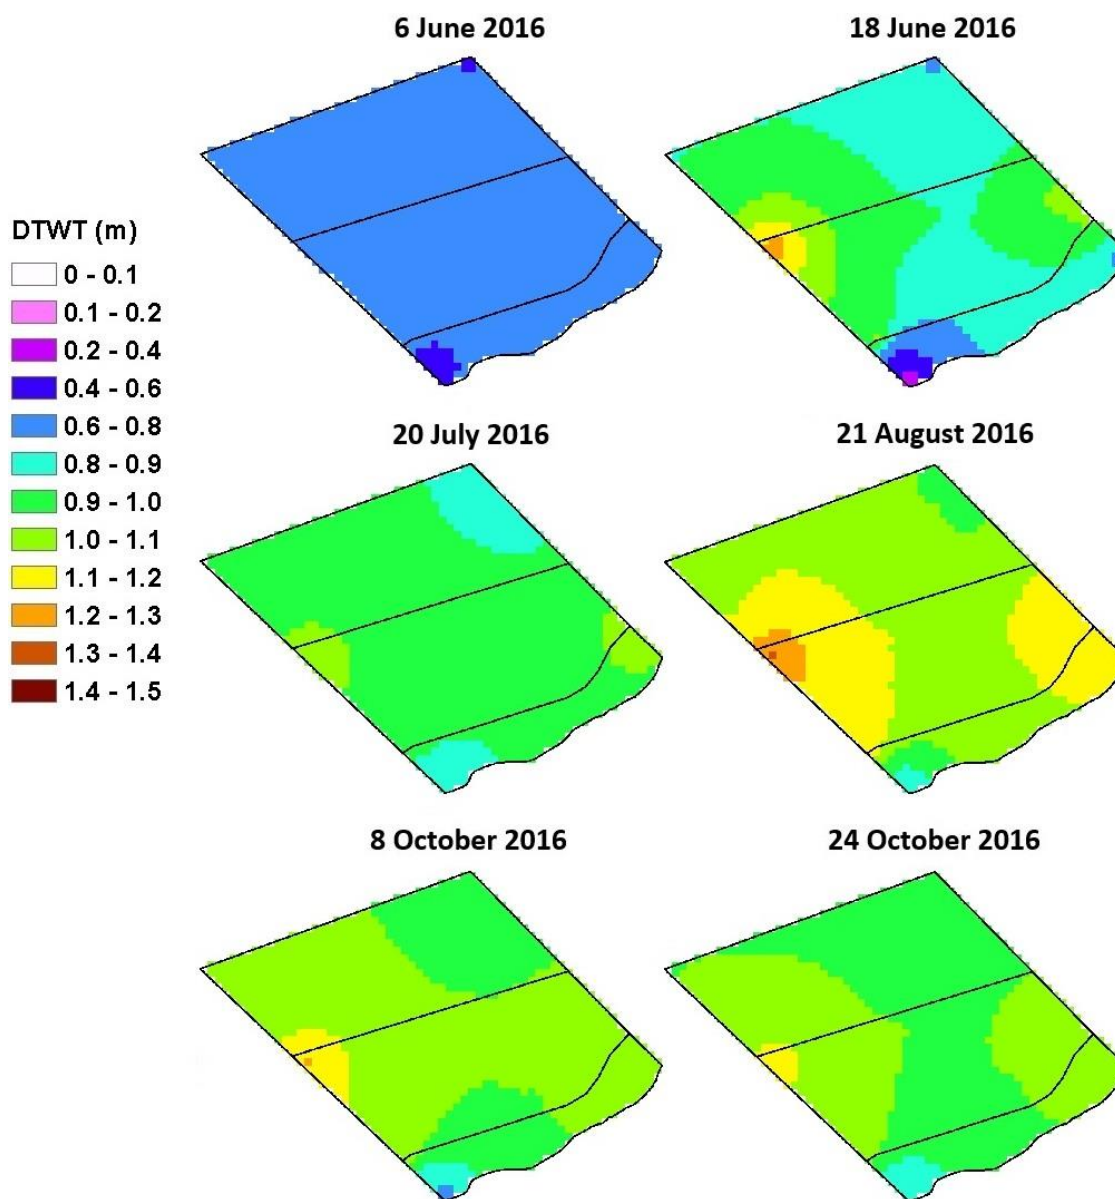 6 June 2016
18 June 2016
DTWT (m)
0 - 0.1
0.1 - 0.2
0.2 - 0.4
0.4 - 0.6
0.6 - 0.8
0.8 - 0.9
0.9 - 1.0
1.0 - 1.1
1.1 - 1.2
1.2 - 1.3
1.3 - 1.4
1.4 - 1.5
20 July 2016
21 August 2016
8 October 2016
24 October 2016